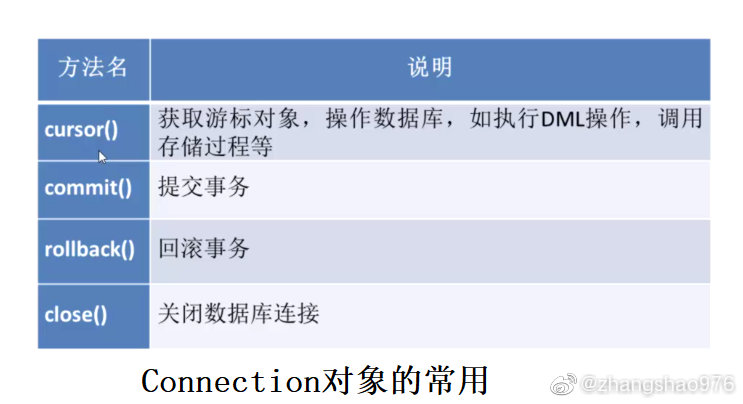 方法名 说明
cursor() 获取游标对象，操作数据库，如执行DML操作，调用
存储过程等
commit() 提交事务
rollback() 回滚事务
close() 关闭数据库连接
Connection对象的常用
@zhangshao976